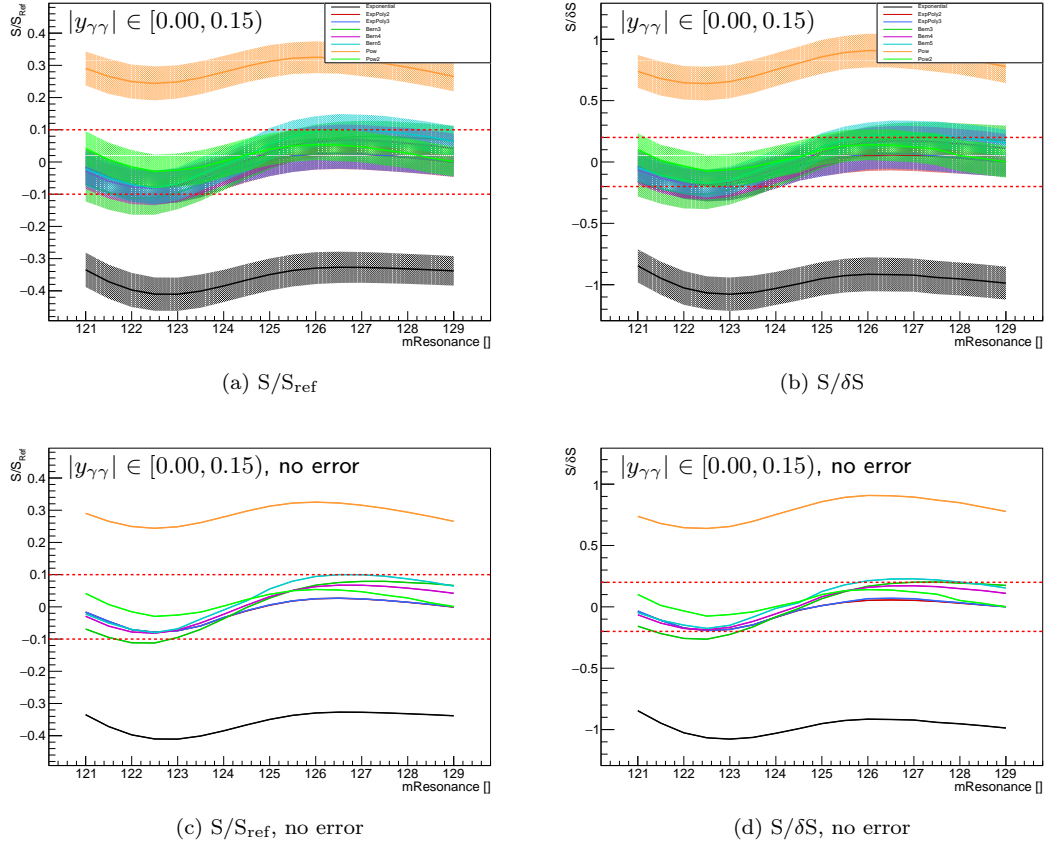 S/S_Ref
|y_γγ| ∈ [0.00, 0.15)
0.4
0.3
0.2
0.1
0
−0.1
−0.2
−0.3
−0.4
121 122 123 124 125 126 127 128 129
mResonance []
Exponential
ExpPoly2
ExpPoly3
Bern3
Bern4
Bern5
Pow
Pow2
(a) S/S_ref
S/δS
|y_γγ| ∈ [0.00, 0.15)
1
0.5
0
−0.5
−1
121 122 123 124 125 126 127 128 129
mResonance []
Exponential
ExpPoly2
ExpPoly3
Bern3
Bern4
Bern5
Pow
Pow2
(b) S/δS
S/S_Ref
|y_γγ| ∈ [0.00, 0.15), no error
0.4
0.3
0.2
0.1
0
−0.1
−0.2
−0.3
−0.4
121 122 123 124 125 126 127 128 129
mResonance []
(c) S/S_ref, no error
S/δS
|y_γγ| ∈ [0.00, 0.15), no error
1
0.5
0
−0.5
−1
121 122 123 124 125 126 127 128 129
mResonance []
(d) S/δS, no error